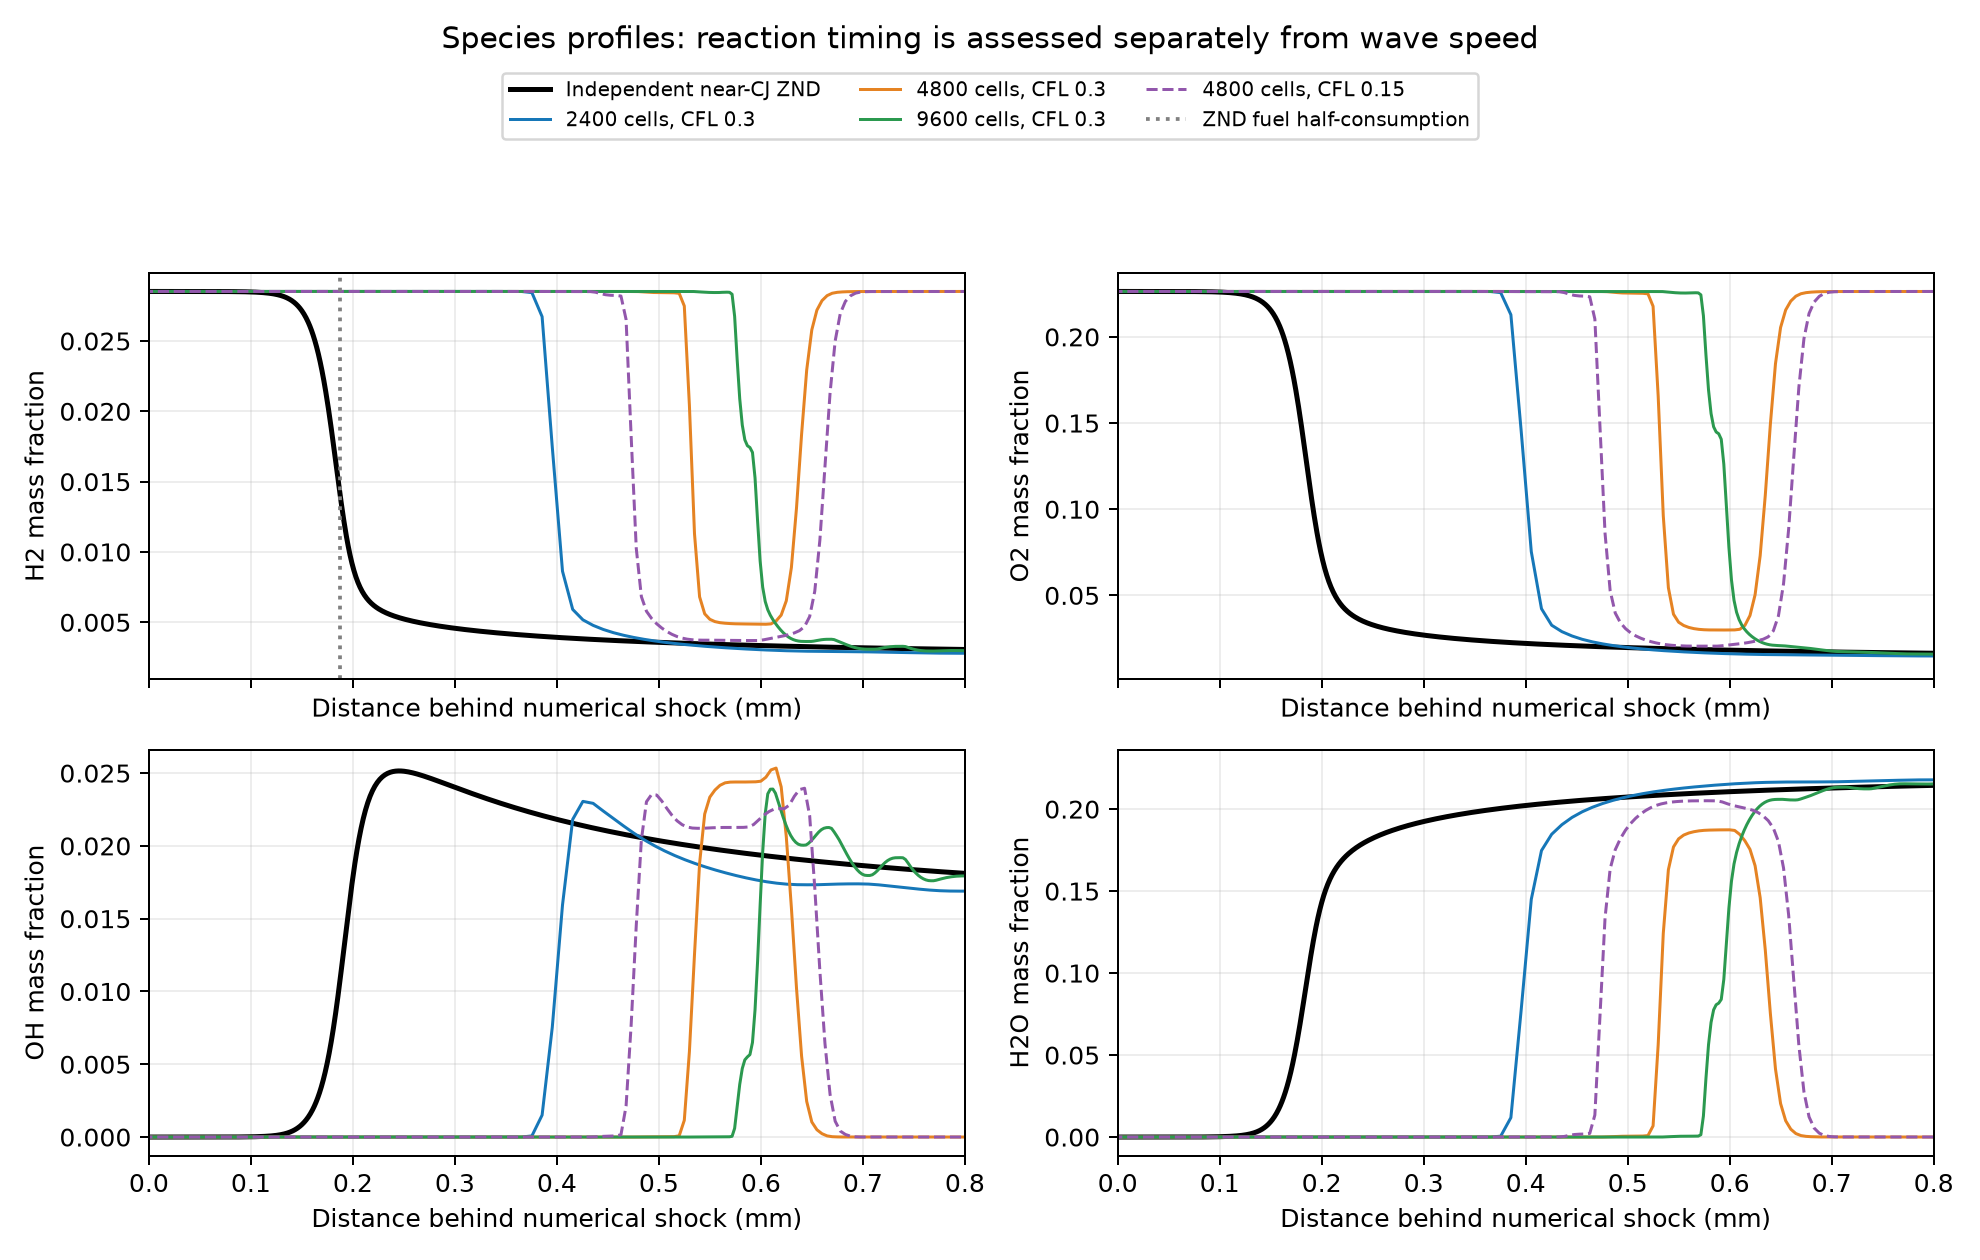 Species profiles: reaction timing is assessed separately from wave speed
Independent near-CJ ZND
2400 cells, CFL 0.3
4800 cells, CFL 0.3
9600 cells, CFL 0.3
4800 cells, CFL 0.15
ZND fuel half-consumption
H2 mass fraction
0.025
0.020
0.015
0.010
0.005
Distance behind numerical shock (mm)
O2 mass fraction
0.20
0.15
0.10
0.05
Distance behind numerical shock (mm)
OH mass fraction
0.025
0.020
0.015
0.010
0.005
0.000
0.0 0.1 0.2 0.3 0.4 0.5 0.6 0.7 0.8
Distance behind numerical shock (mm)
H2O mass fraction
0.20
0.15
0.10
0.05
0.00
0.0 0.1 0.2 0.3 0.4 0.5 0.6 0.7 0.8
Distance behind numerical shock (mm)